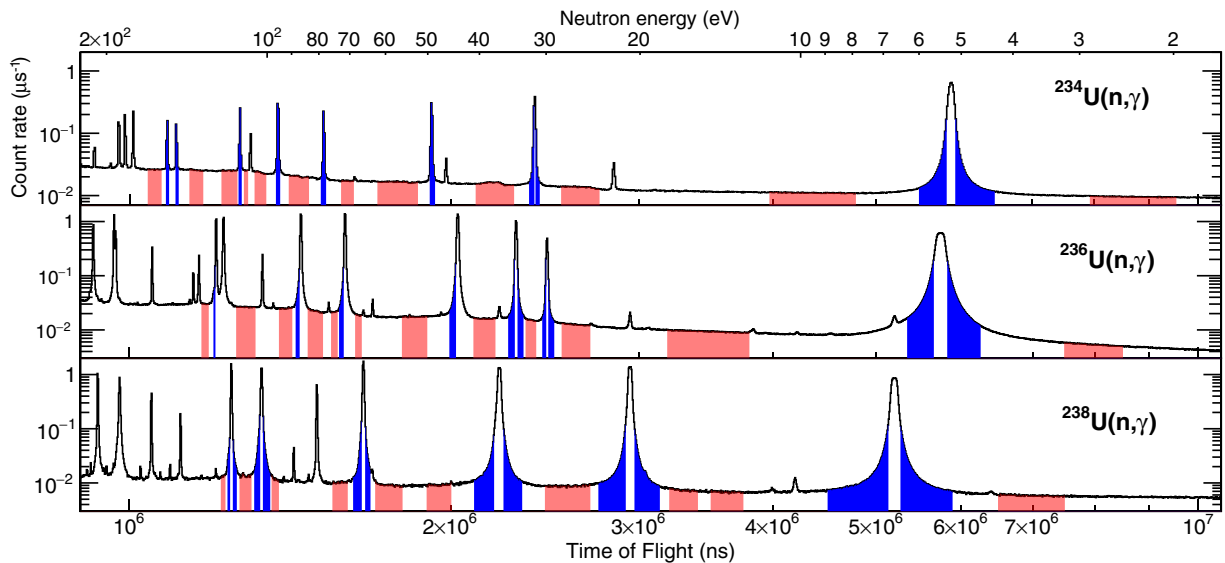 Neutron energy (eV)
2×10² 10² 80 70 60 50 40 30 20 10 9 8 7 6 5 4 3 2
Count rate (μs⁻¹)
1
10⁻¹
10⁻²
²³⁴U(n,γ)
1
10⁻¹
10⁻²
²³⁶U(n,γ)
1
10⁻¹
10⁻²
²³⁸U(n,γ)
10⁶ 2×10⁶ 3×10⁶ 4×10⁶ 5×10⁶ 6×10⁶ 7×10⁶ 10⁷
Time of Flight (ns)